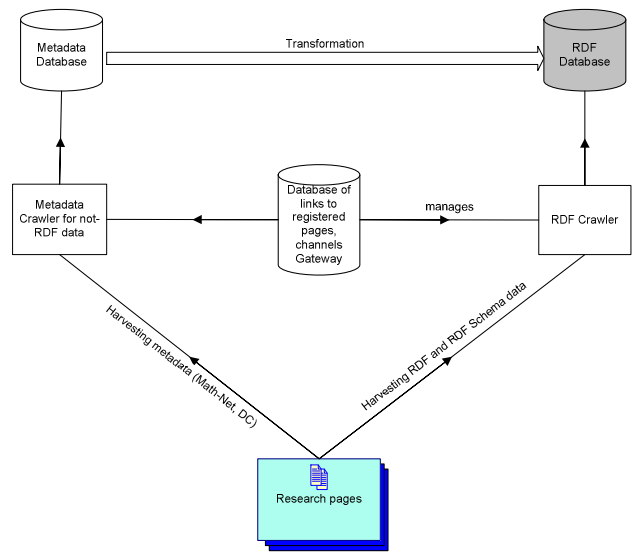 Metadata
Database
Transformation
RDF
Database
Metadata
Crawler for not-
RDF data
Database of
links to
registered
pages,
channels
Gateway
manages
RDF Crawler
Harvesting metadata (Math-Net, DC)
Harvesting RDF and RDF Schema data
Research pages